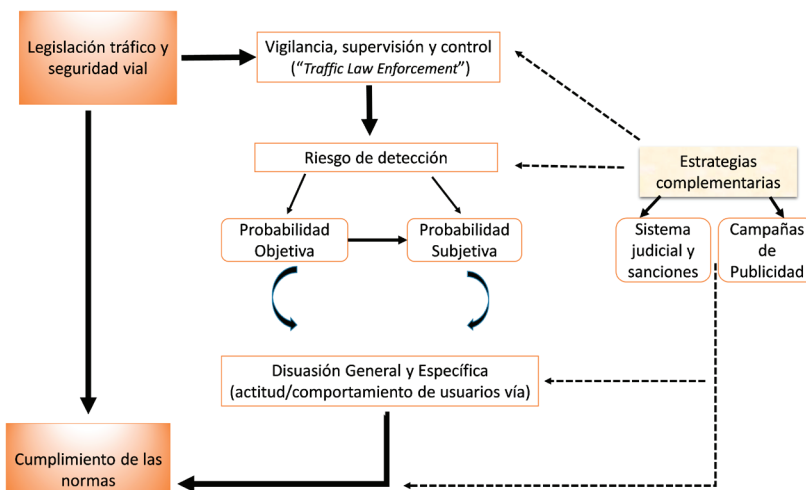 Legislación tráfico y
seguridad vial
Vigilancia, supervisión y control
(“Traffic Law Enforcement”)
Riesgo de detección
Estrategias
complementarias
Probabilidad
Objetiva
Probabilidad
Subjetiva
Sistema
judicial y
sanciones
Campañas
de
Publicidad
Disuasión General y Específica
(actitud/comportamiento de usuarios vía)
Cumplimiento de las
normas